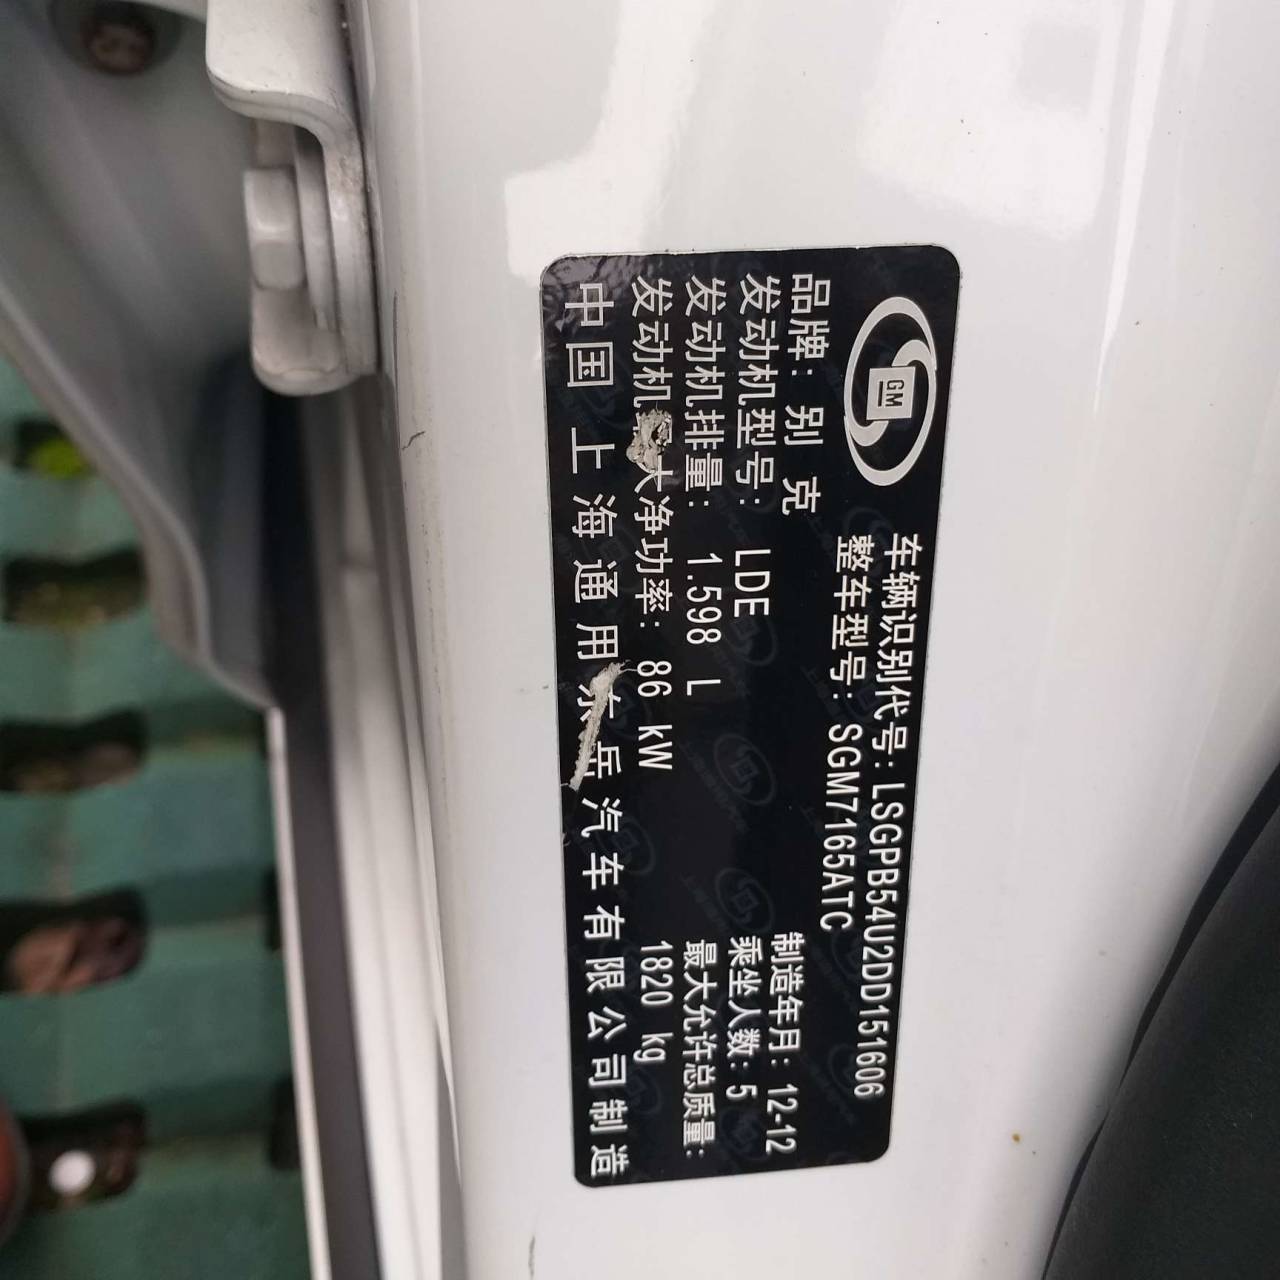 GM
车辆识别代号: LSGPB54U2DD151606
整车型号: SGM7165ATC
品牌: 别克
制造年月: 12-12
发动机型号: LDE
乘坐人数: 5
发动机排量: 1.598 L
最大允许总质量:
发动机最大净功率: 86 kW
1820 kg
中国上海通用东岳汽车有限公司制造